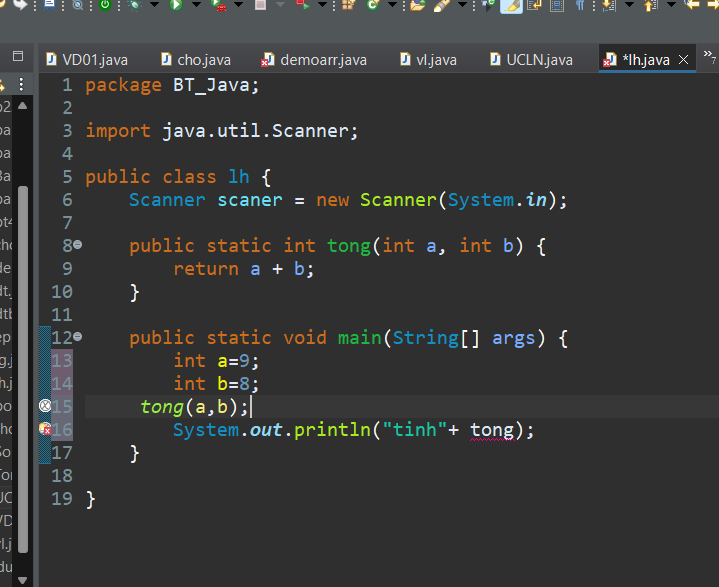 VD01.java cho.java demoarr.java vl.java UCLN.java *lh.java
7
1 package BT_Java;
2
3 import java.util.Scanner;
4
5 public class lh {
6 Scanner scaner = new Scanner(System.in);
7
8 public static int tong(int a, int b) {
9 return a + b;
10 }
11
12 public static void main(String[] args) {
13 int a=9;
14 int b=8;
15 tong(a,b);
16 System.out.println("tinh"+ tong);
17 }
18
19 }